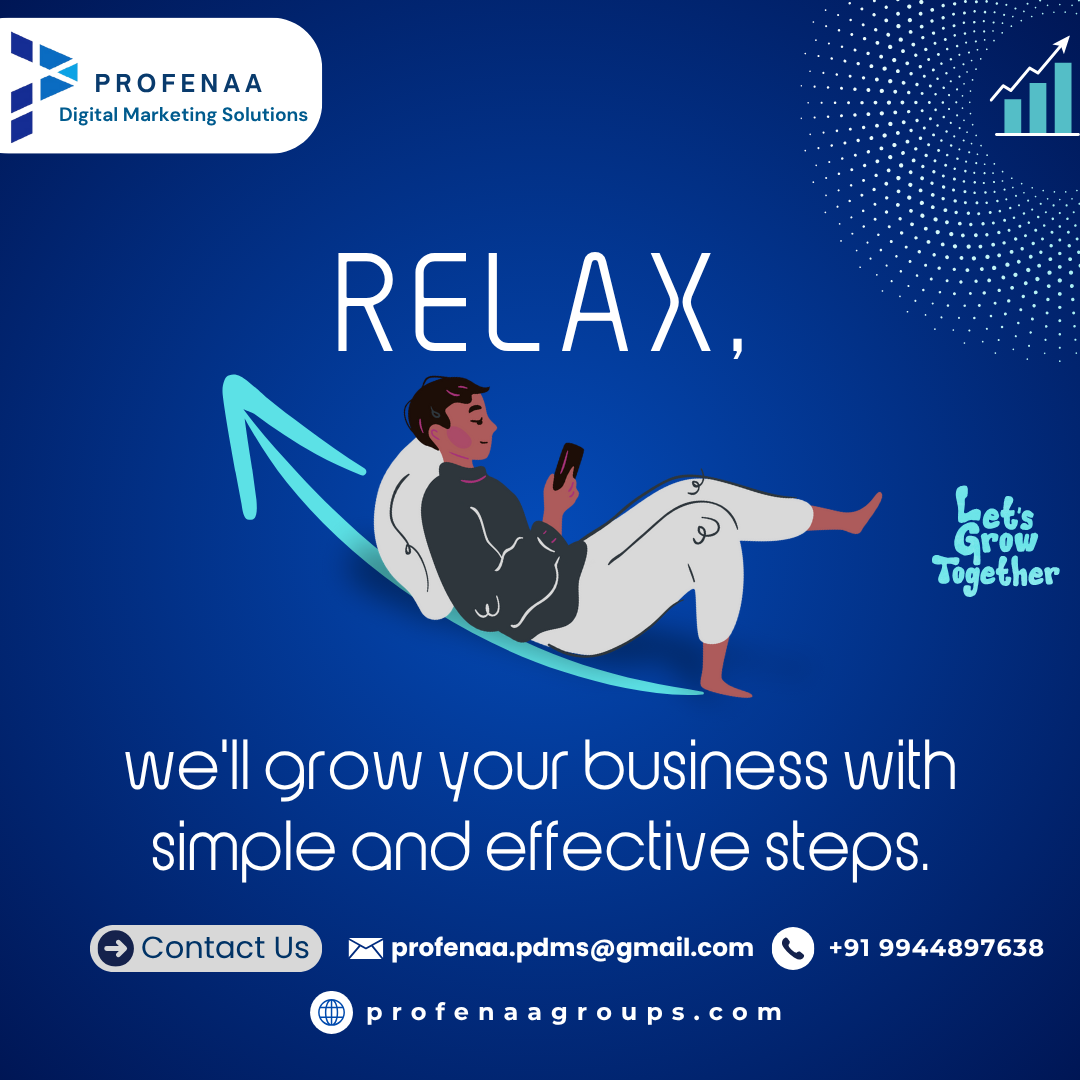 PROFENAA
Digital Marketing Solutions
RELAX,
Let's
Grow
Together
we'll grow your business with
simple and effective steps.
Contact Us
profenaa.pdms@gmail.com
+91 9944897638
profenaagroups.com